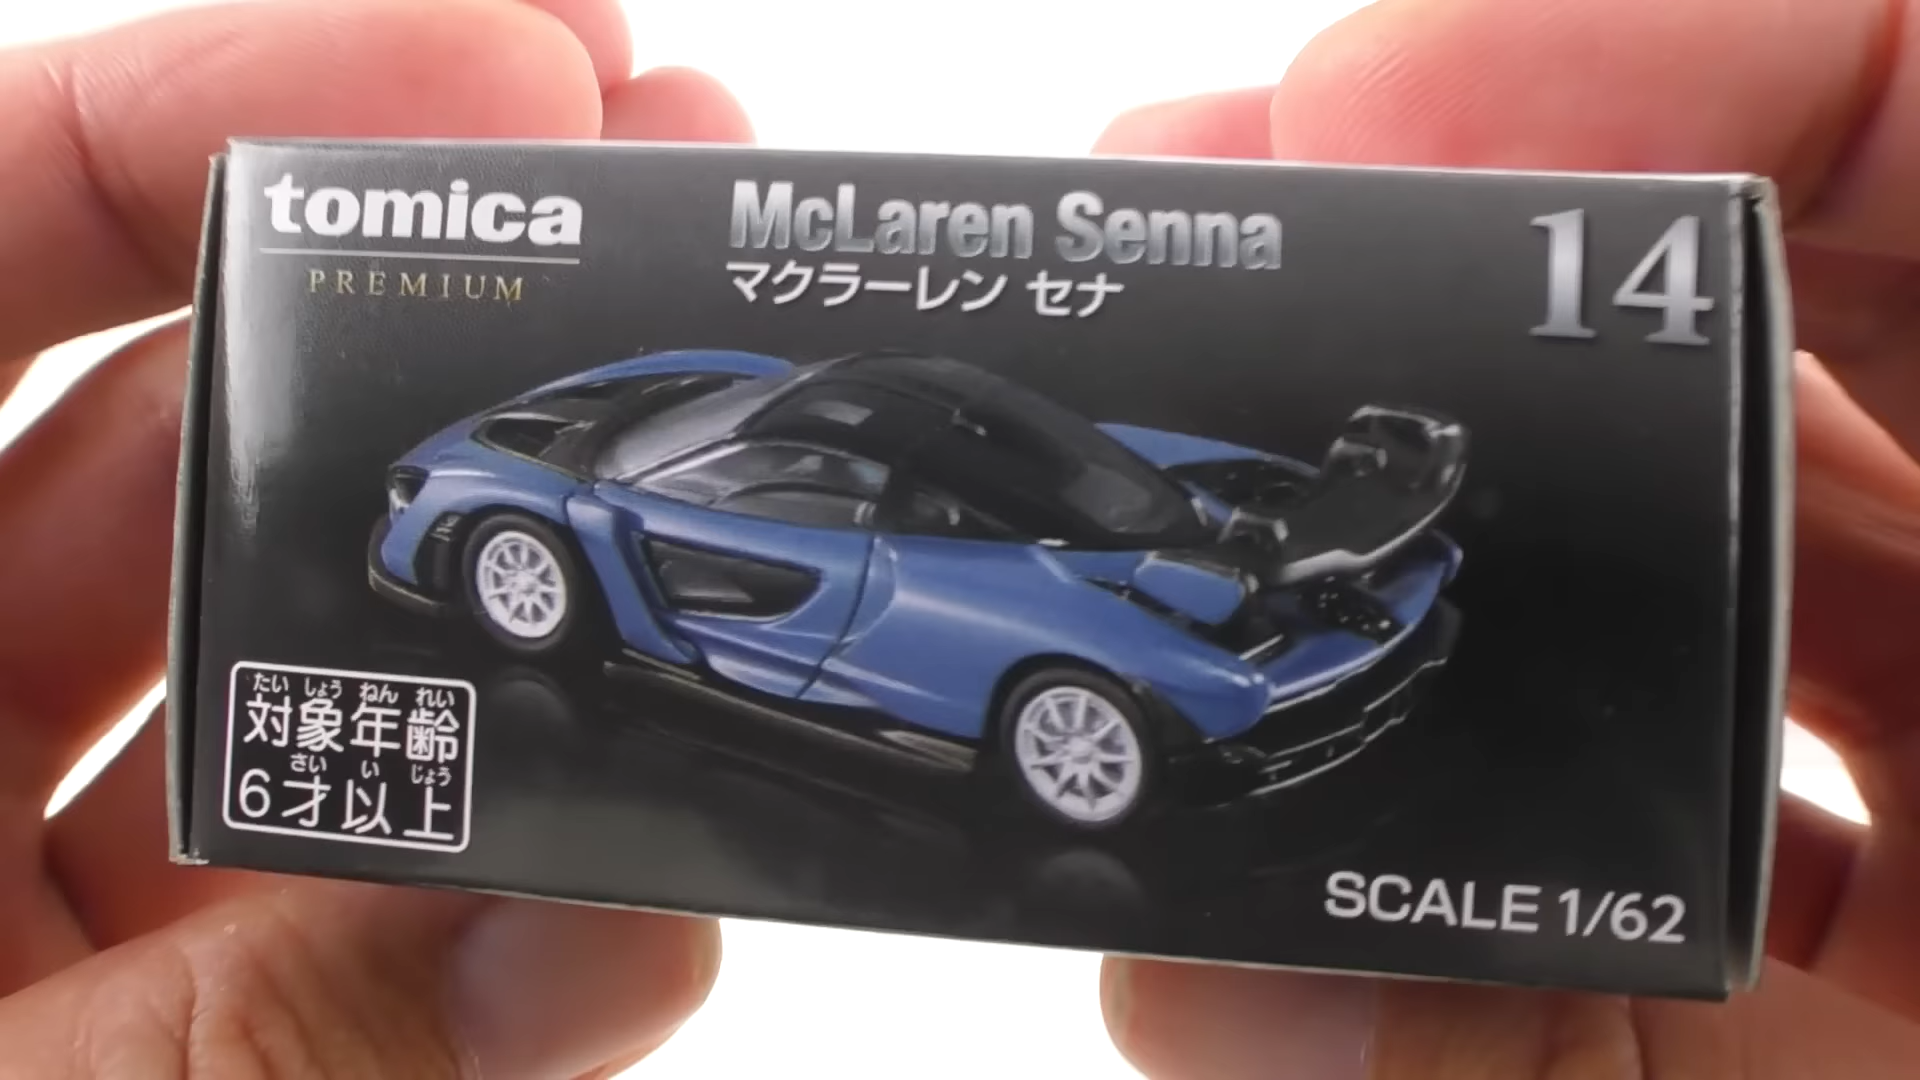 tomica
PREMIUM
McLaren Senna
マクラーレン セナ
14
たい しょう ねん れい
対象年齢
さい い じょう
6才以上
SCALE 1/62